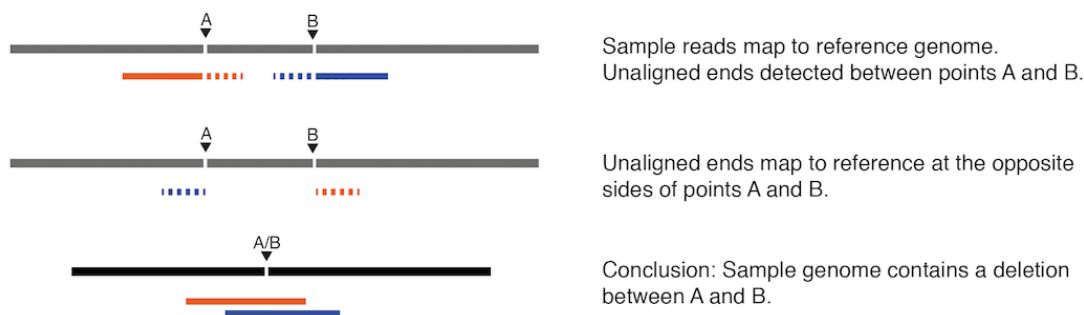 A
B
Sample reads map to reference genome.
Unaligned ends detected between points A and B.
A
B
Unaligned ends map to reference at the opposite
sides of points A and B.
A/B
Conclusion: Sample genome contains a deletion
between A and B.